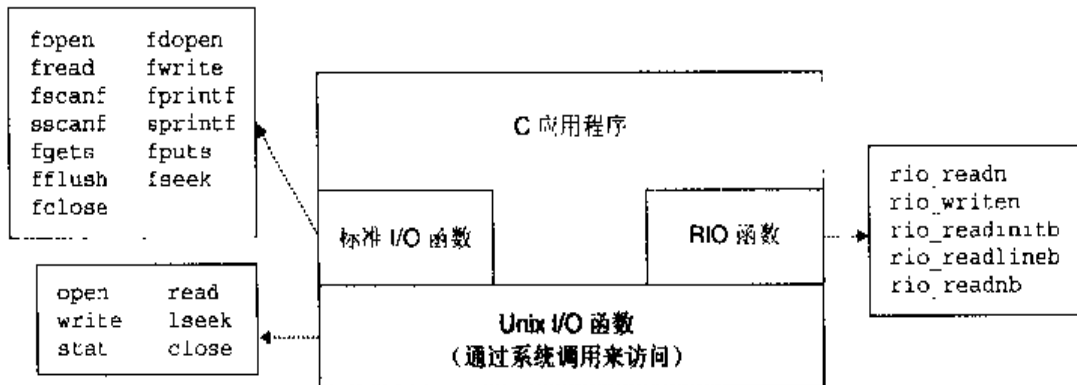 fopen fdopen
fread fwrite
fscanf fprintf
sscanf sprintf
fgets fputs
fflush fseek
fclose
C 应用程序
标准 I/O 函数
RIO 函数
rio_readn
rio_writen
rio_readinitb
rio_readlineb
rio_readnb
open read
write lseek
stat close
Unix I/O 函数
（通过系统调用来访问）